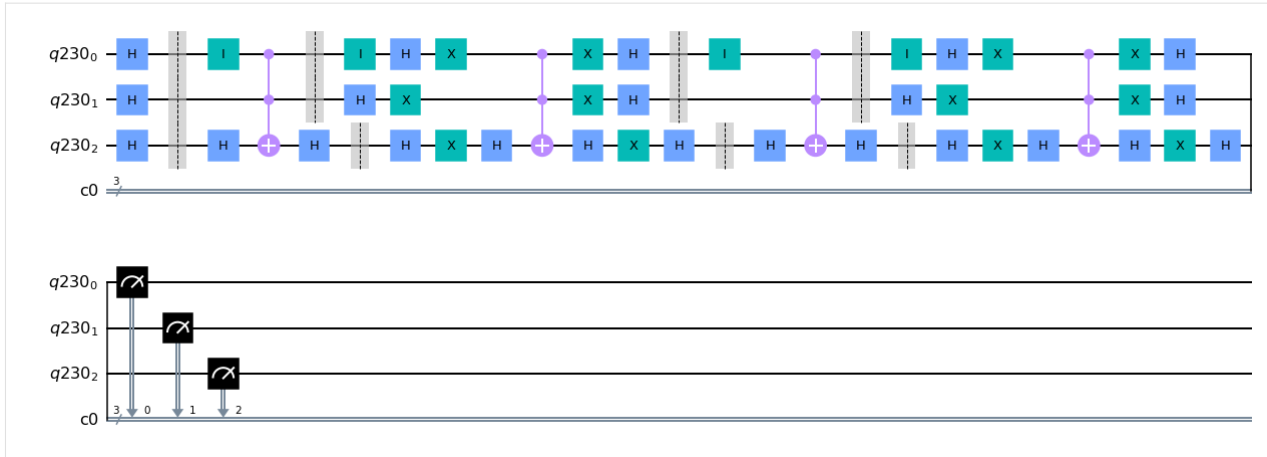 q230₀ H I I H X X H I I H X X H
q230₁ H H X X H H X X H
q230₂ H H H H X H H X H H H H X H H X H
c0 3
q230₀
q230₁
q230₂
c0 3 0 1 2